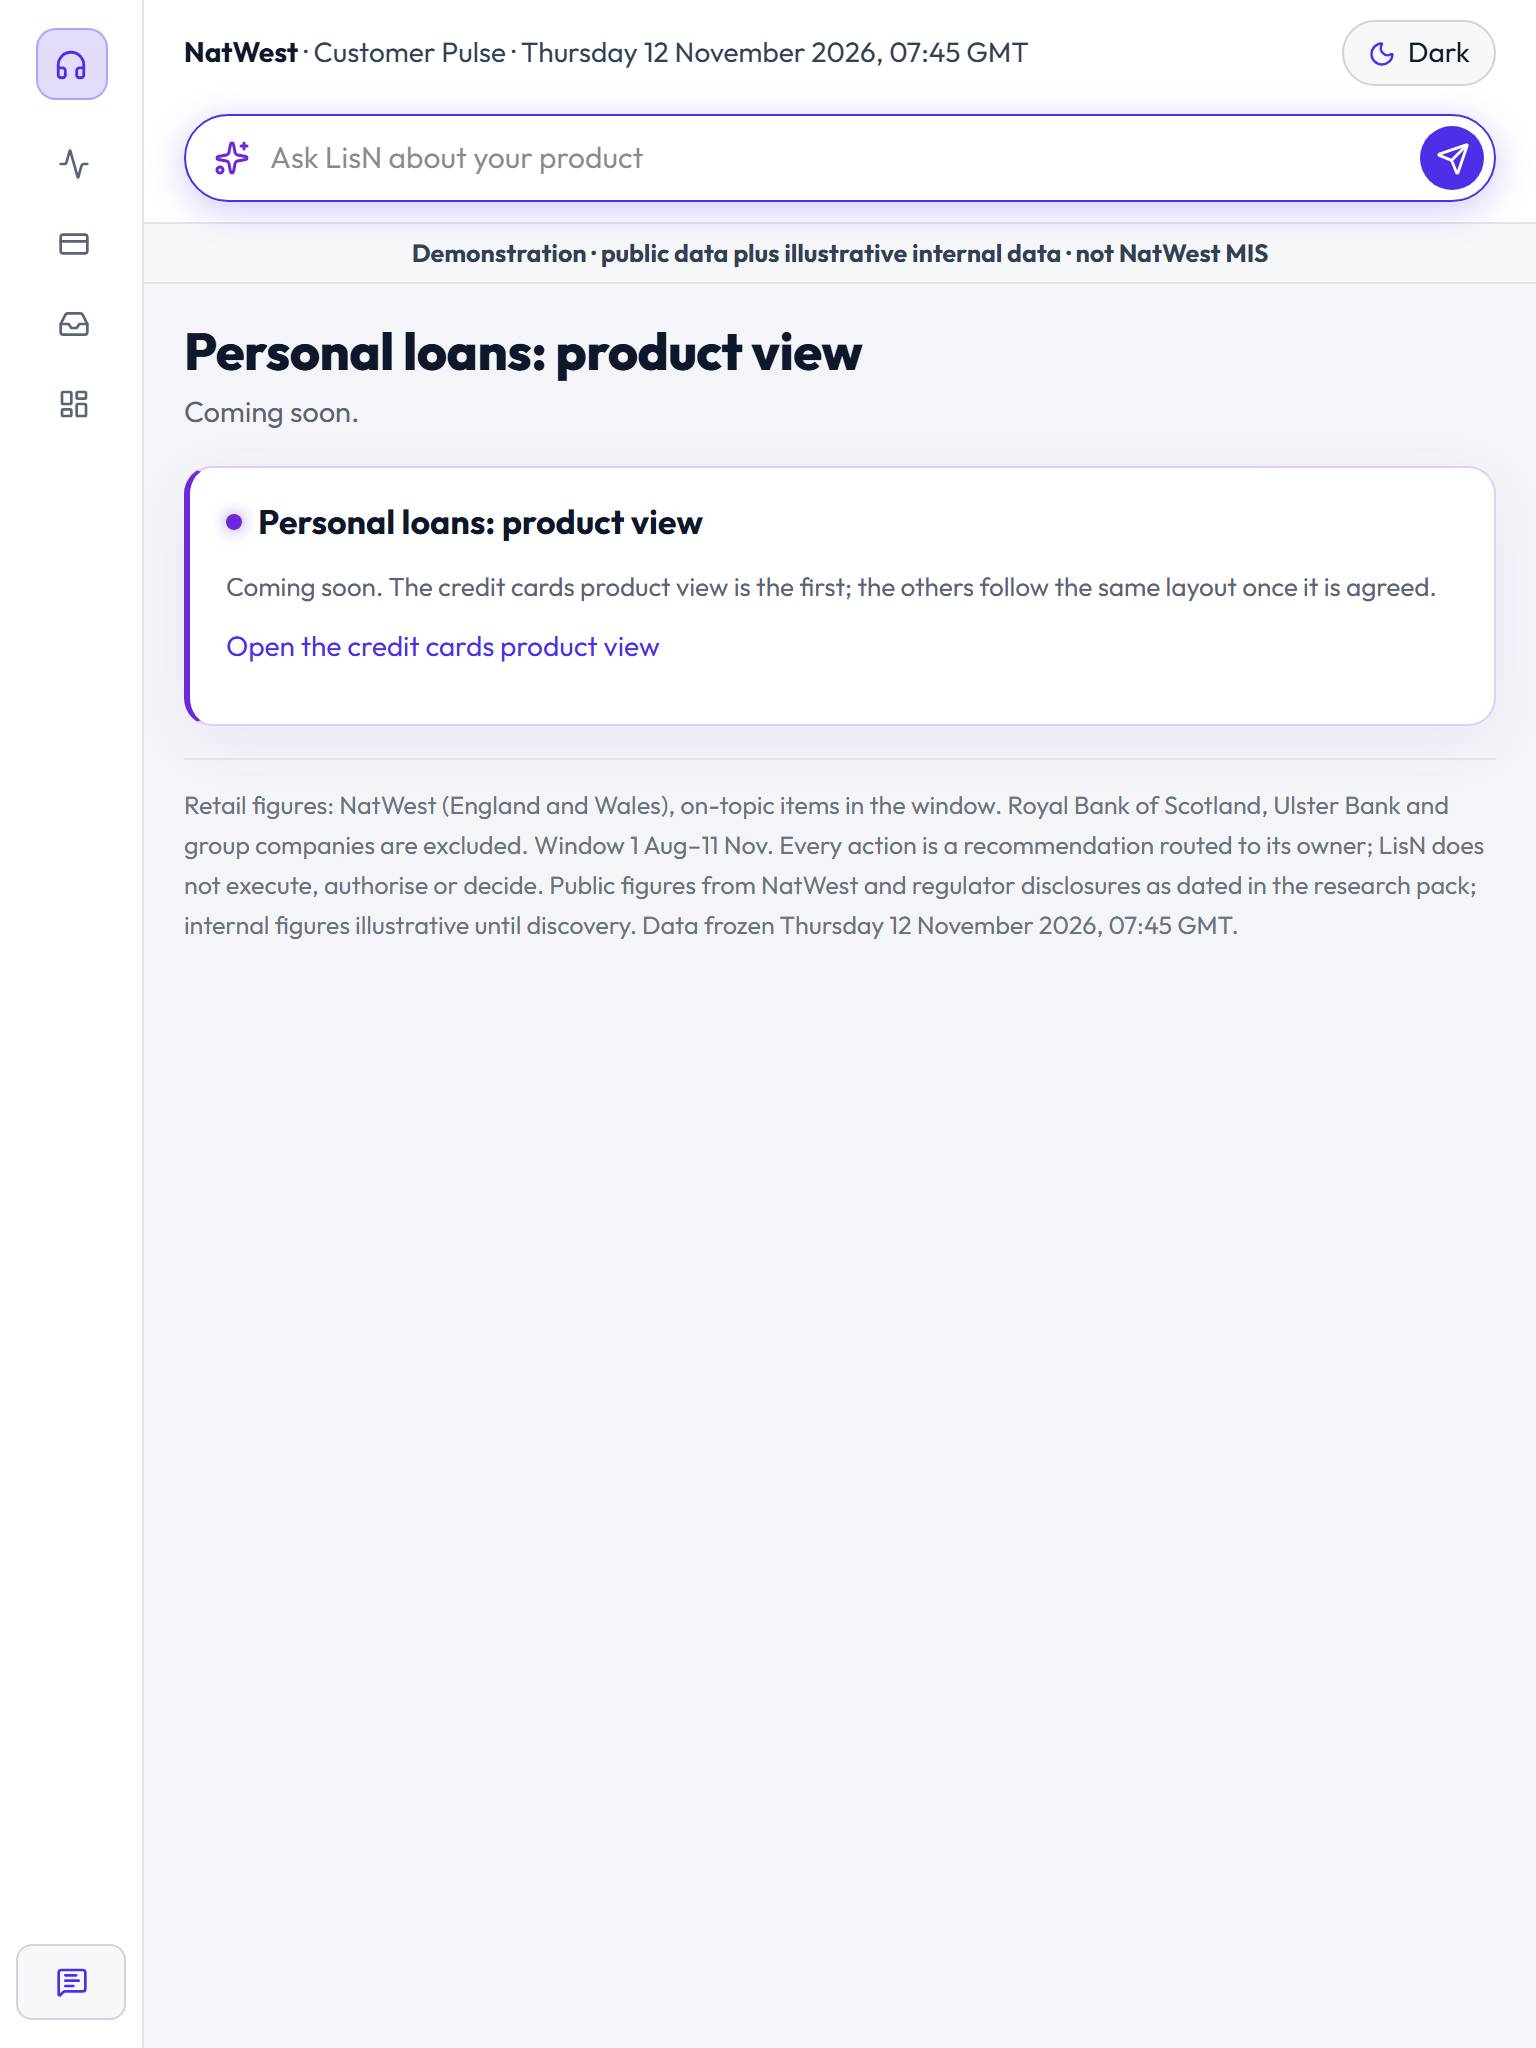 NatWest · Customer Pulse · Thursday 12 November 2026, 07:45 GMT
Dark
Ask LisN about your product
Demonstration · public data plus illustrative internal data · not NatWest MIS
Personal loans: product view
Coming soon.
Personal loans: product view
Coming soon. The credit cards product view is the first; the others follow the same layout once it is agreed.
Open the credit cards product view
Retail figures: NatWest (England and Wales), on-topic items in the window. Royal Bank of Scotland, Ulster Bank and
group companies are excluded. Window 1 Aug–11 Nov. Every action is a recommendation routed to its owner; LisN does
not execute, authorise or decide. Public figures from NatWest and regulator disclosures as dated in the research pack;
internal figures illustrative until discovery. Data frozen Thursday 12 November 2026, 07:45 GMT.